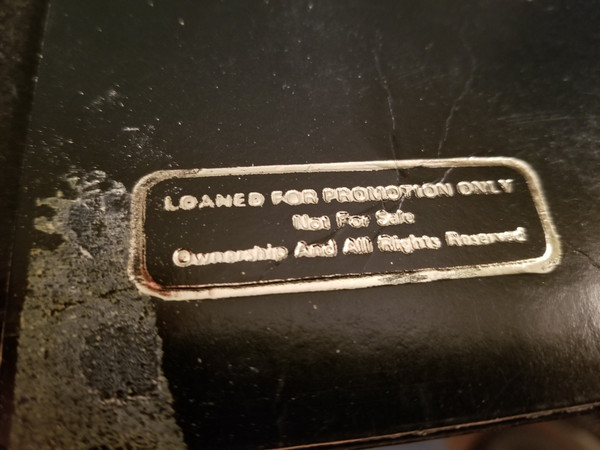 LOANED FOR PROMOTION ONLY
Not For Sale
Ownership And All Rights Reserved